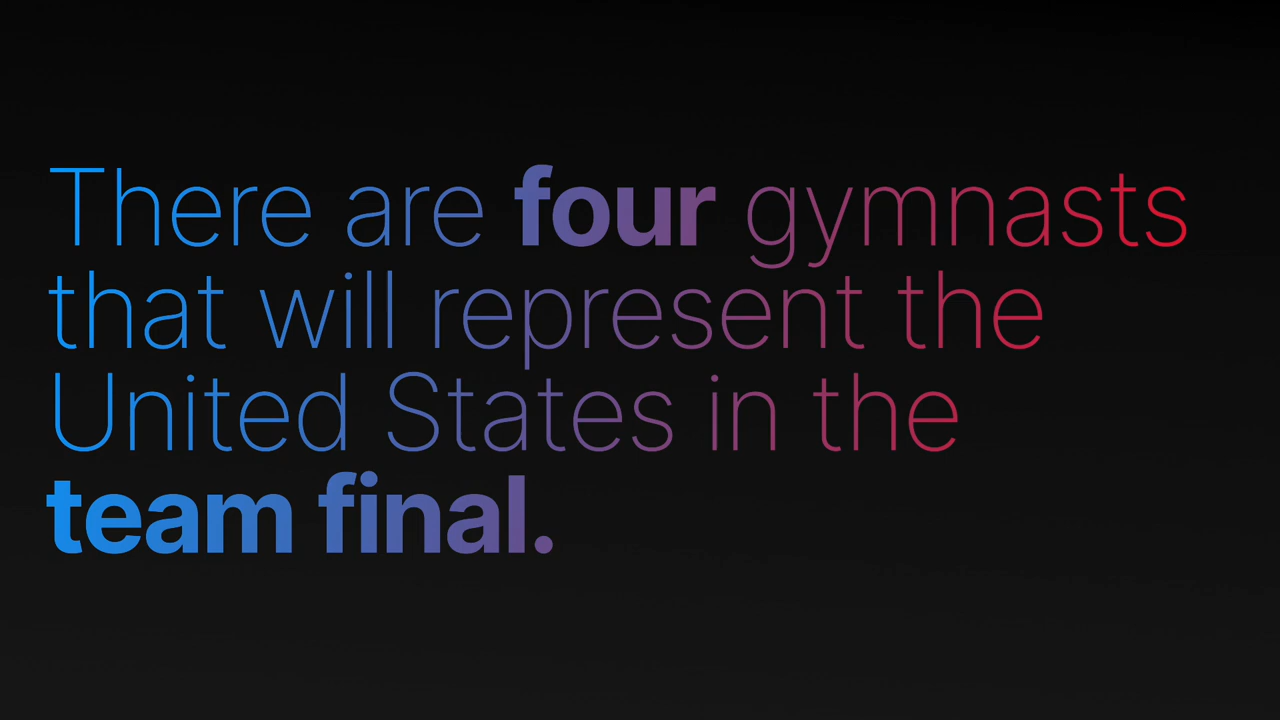 There are four gymnasts
that will represent the
United States in the
team final.